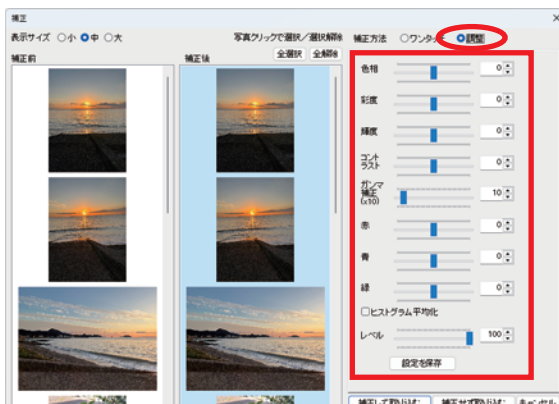 補正
表示サイズ 小 中 大 写真クリックで選択／選択解除 補正方法 ワンタッチ 調整
補正前 補正後 全選択 全解除
色相 0
彩度 0
輝度 0
コント
ラスト 0
ガンマ
補正
(x10) 10
赤 0
青 0
緑 0
ヒストグラム平均化
レベル 100
設定を保存
補正して取り込む 補正せず取り込む キャンセル